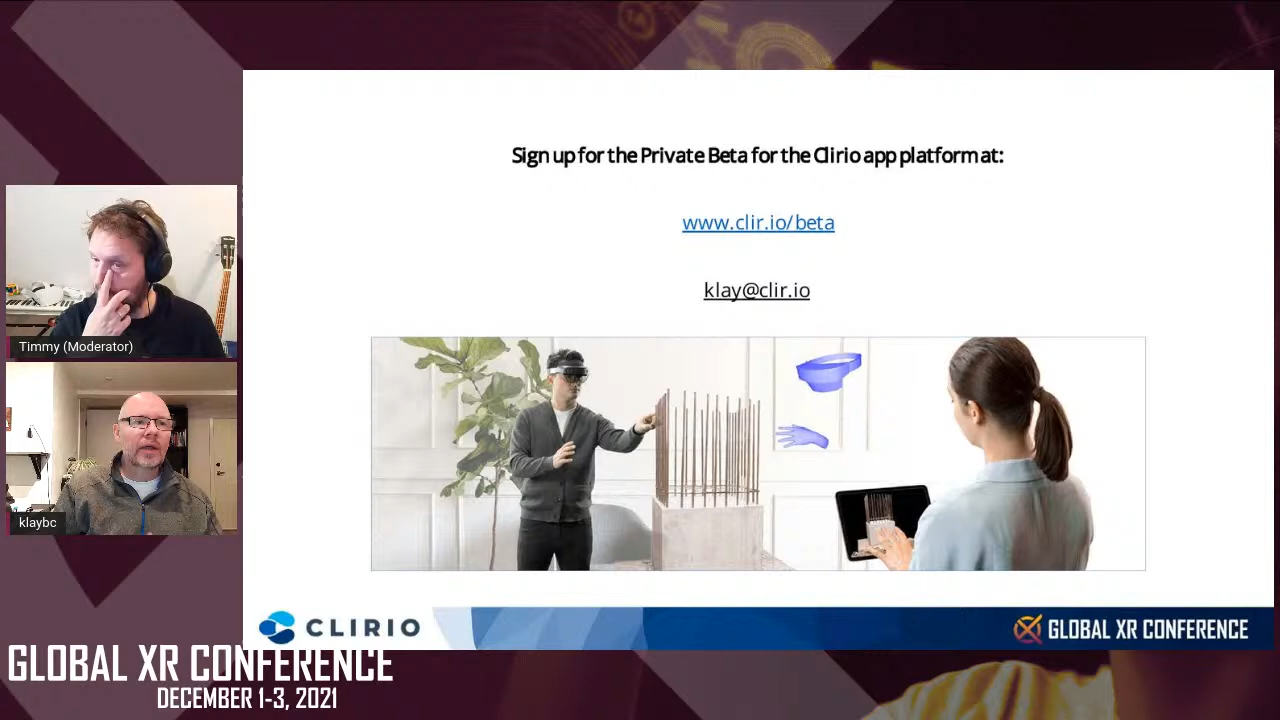 Sign up for the Private Beta for the Clirio app platform at:
www.clir.io/beta
klay@clir.io
Timmy (Moderator)
klaybc
CLIRIO
GLOBAL XR CONFERENCE
GLOBAL XR CONFERENCE
DECEMBER 1-3, 2021